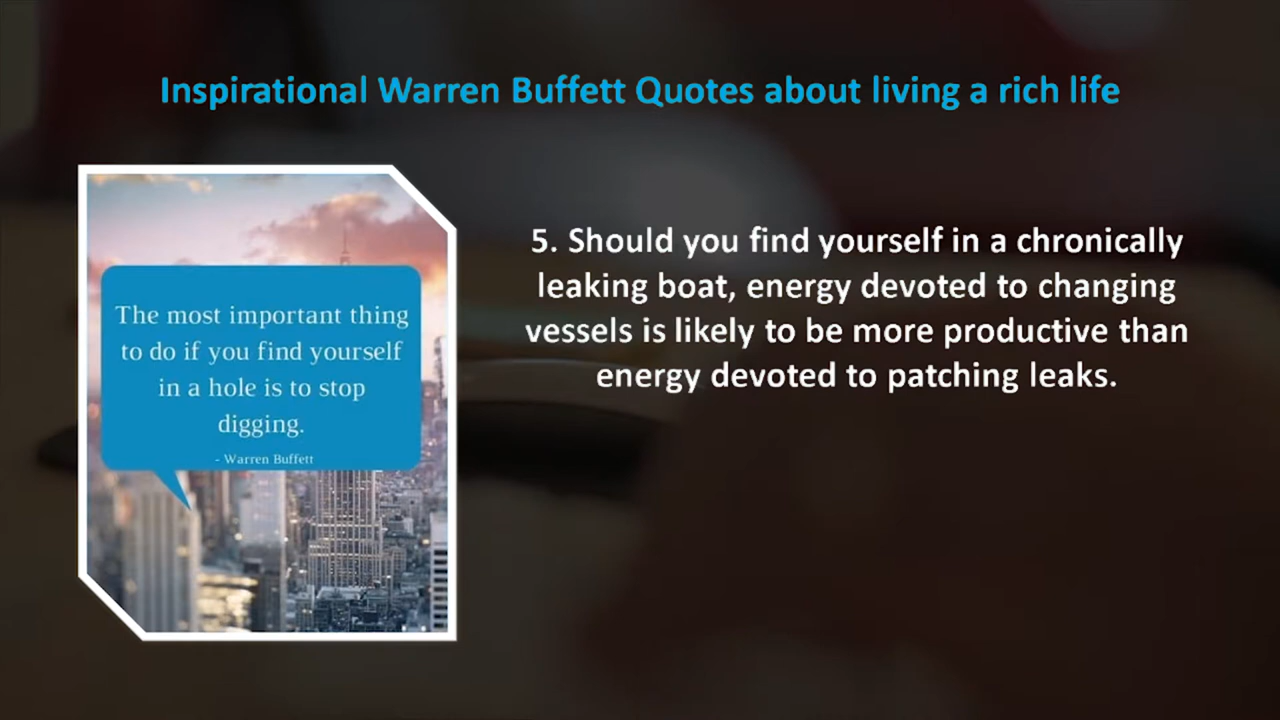 Inspirational Warren Buffett Quotes about living a rich life
The most important thing
to do if you find yourself
in a hole is to stop
digging.
- Warren Buffett
5. Should you find yourself in a chronically
leaking boat, energy devoted to changing
vessels is likely to be more productive than
energy devoted to patching leaks.